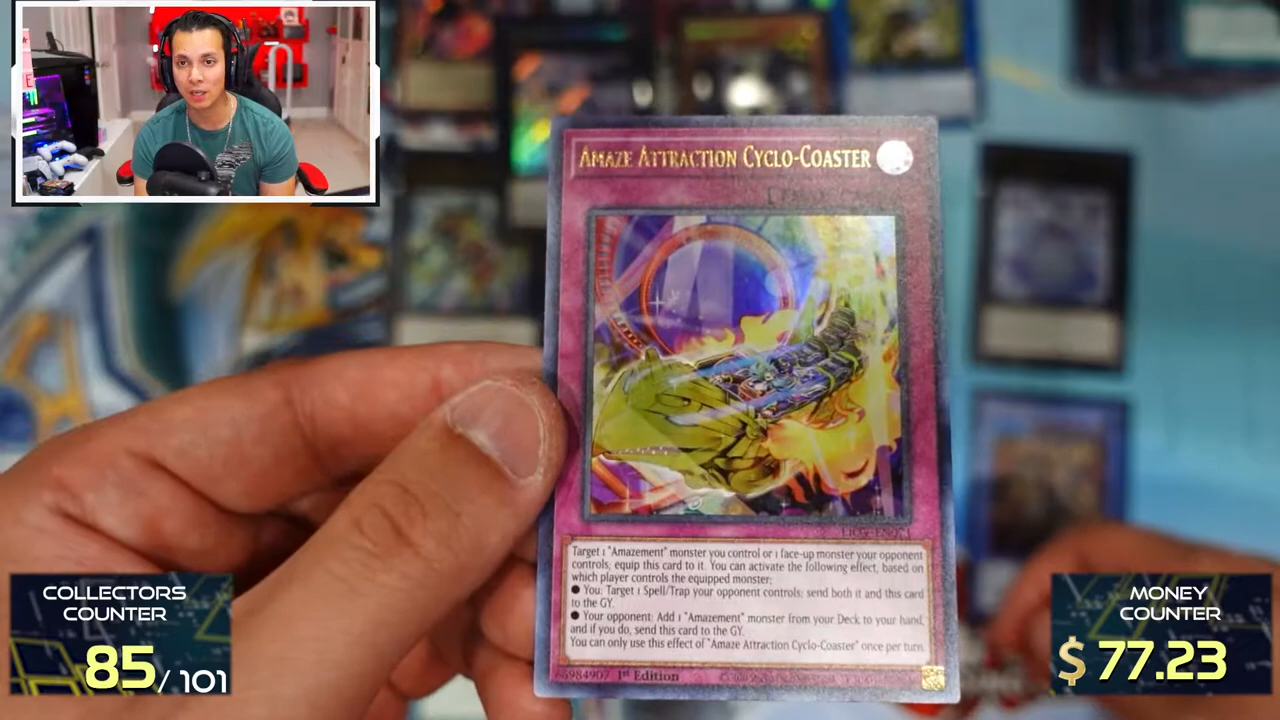 AMAZE ATTRACTION CYCLO-COASTER
Target 1 "Amazement" monster you control or 1 face-up monster your opponent
controls; equip this card to it. You can activate the following effect, based on
which player controls the equipped monster;
● You: Target 1 Spell/Trap your opponent controls; send both it and this card
to the GY.
● Your opponent: Add 1 "Amazement" monster from your Deck to your hand,
and if you do, send this card to the GY.
You can only use this effect of "Amaze Attraction Cyclo-Coaster" once per turn.
1st Edition
COLLECTORS
COUNTER
85/101
MONEY
COUNTER
$77.23